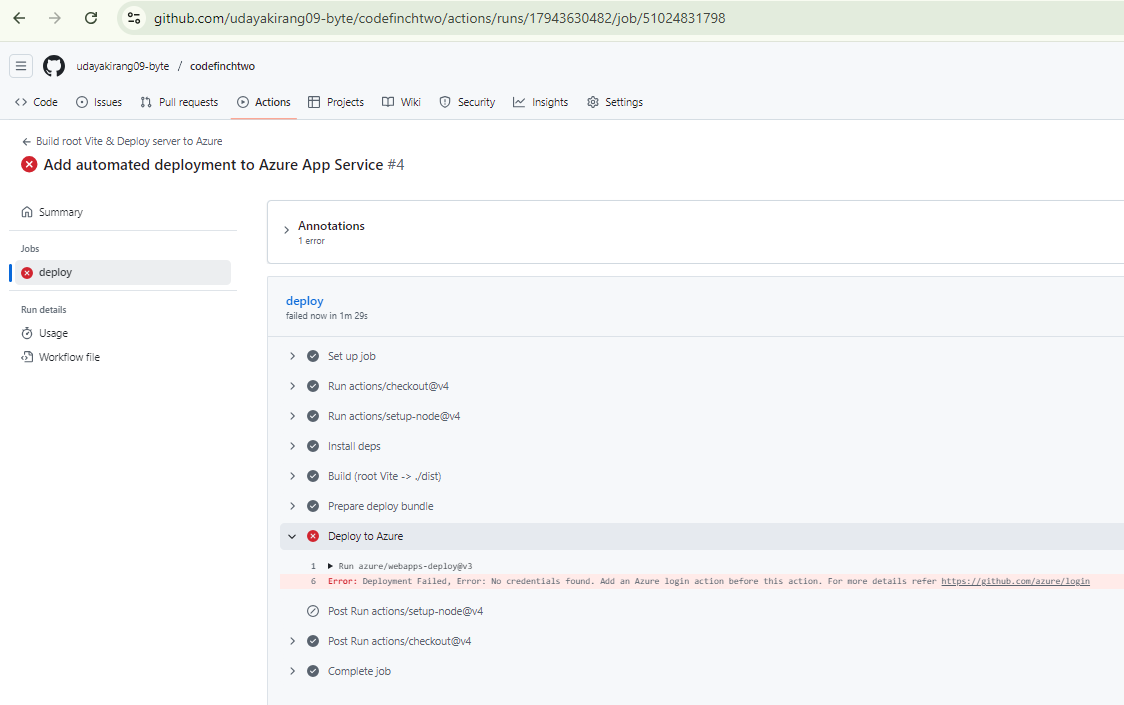 github.com/udayakirang09-byte/codefinchtwo/actions/runs/17943630482/job/51024831798
udayakirang09-byte / codefinchtwo
Code Issues Pull requests Actions Projects Wiki Security Insights Settings
Build root Vite & Deploy server to Azure
Add automated deployment to Azure App Service #4
Summary
Jobs
deploy
Run details
Usage
Workflow file
Annotations
1 error
deploy
failed now in 1m 29s
Set up job
Run actions/checkout@v4
Run actions/setup-node@v4
Install deps
Build (root Vite -> ./dist)
Prepare deploy bundle
Deploy to Azure
1 Run azure/webapps-deploy@v3
6 Error: Deployment Failed, Error: No credentials found. Add an Azure login action before this action. For more details refer https://github.com/azure/login
Post Run actions/setup-node@v4
Post Run actions/checkout@v4
Complete job